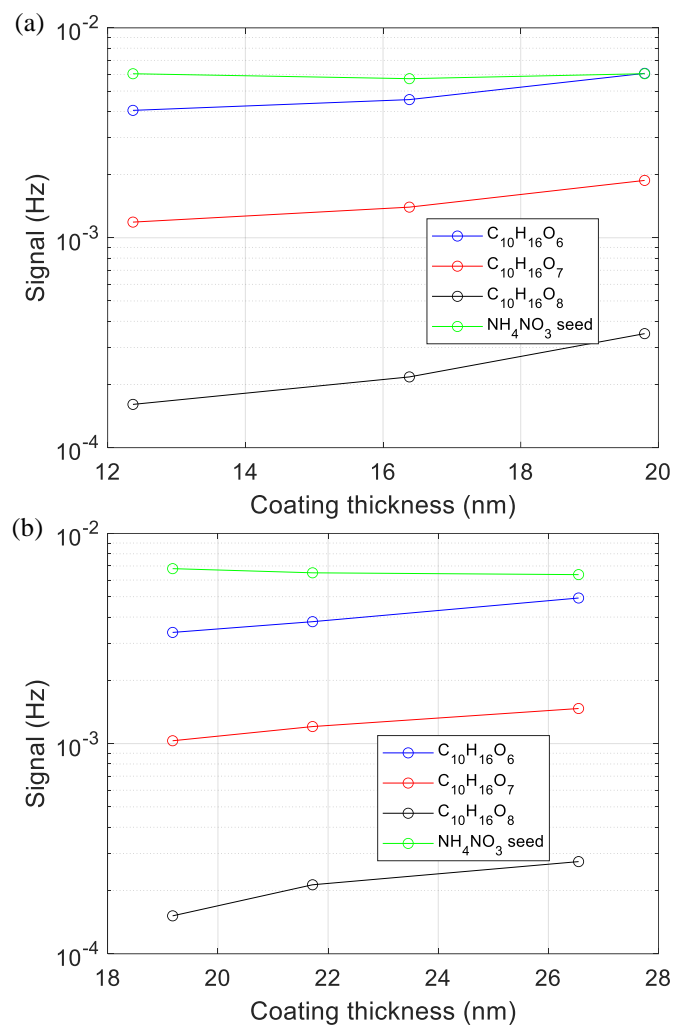 (a)
10⁻²
10⁻³
10⁻⁴
Signal (Hz)
C₁₀H₁₆O₆
C₁₀H₁₆O₇
C₁₀H₁₆O₈
NH₄NO₃ seed
12 14 16 18 20
Coating thickness (nm)
(b)
10⁻²
10⁻³
10⁻⁴
Signal (Hz)
C₁₀H₁₆O₆
C₁₀H₁₆O₇
C₁₀H₁₆O₈
NH₄NO₃ seed
18 20 22 24 26 28
Coating thickness (nm)